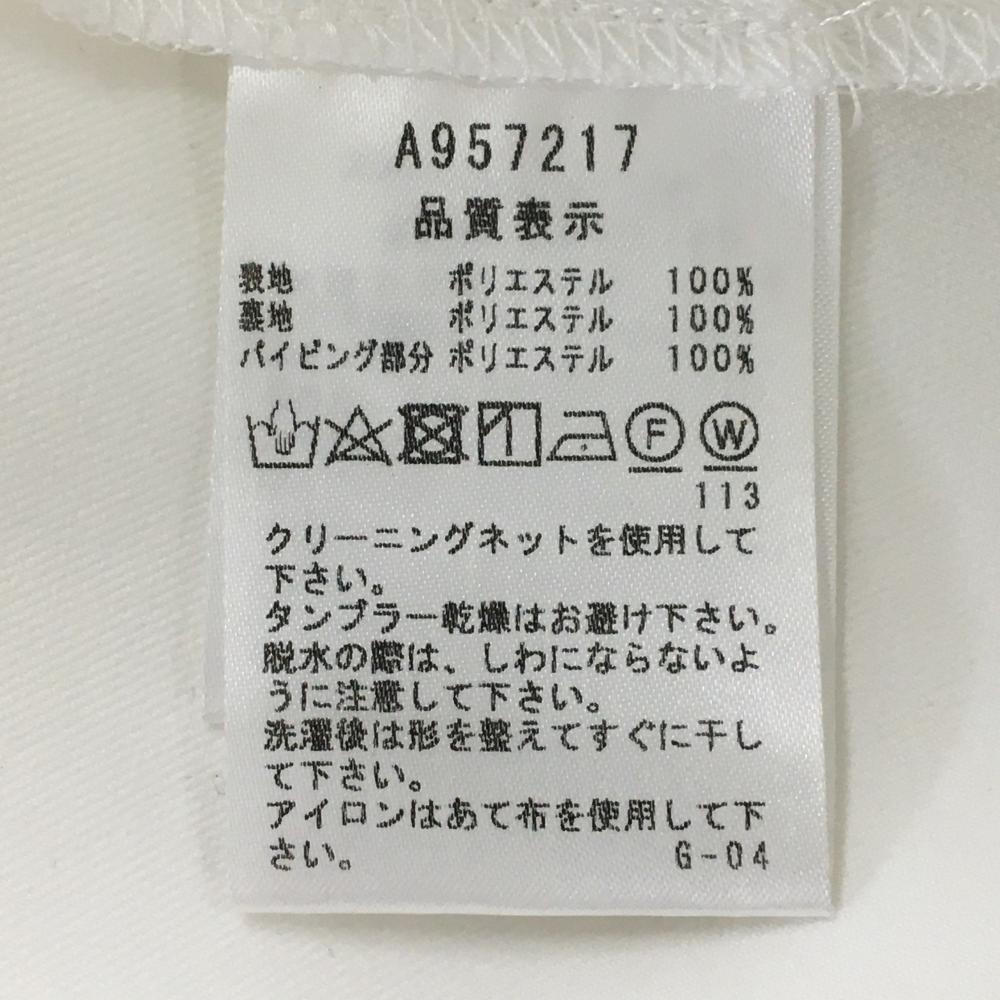 A957217
品質表示
表地 ポリエステル 100%
裏地 ポリエステル 100%
パイピング部分 ポリエステル 100%
F W
113
クリーニングネットを使用して
下さい。
タンブラー乾燥はお避け下さい。
脱水の際は、しわにならないよ
うに注意して下さい。
洗濯後は形を整えてすぐに干し
て下さい。
アイロンはあて布を使用して下
さい。 G-04